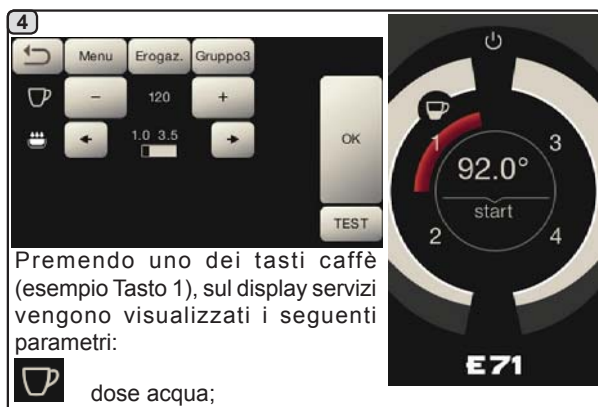 4
Menu Erogaz. Gruppo3
- 120 +
1.0 3.5
OK
TEST
1 3
92.0°
start
2 4
E71
Premendo uno dei tasti caffè
(esempio Tasto 1), sul display servizi
vengono visualizzati i seguenti
parametri:
dose acqua;